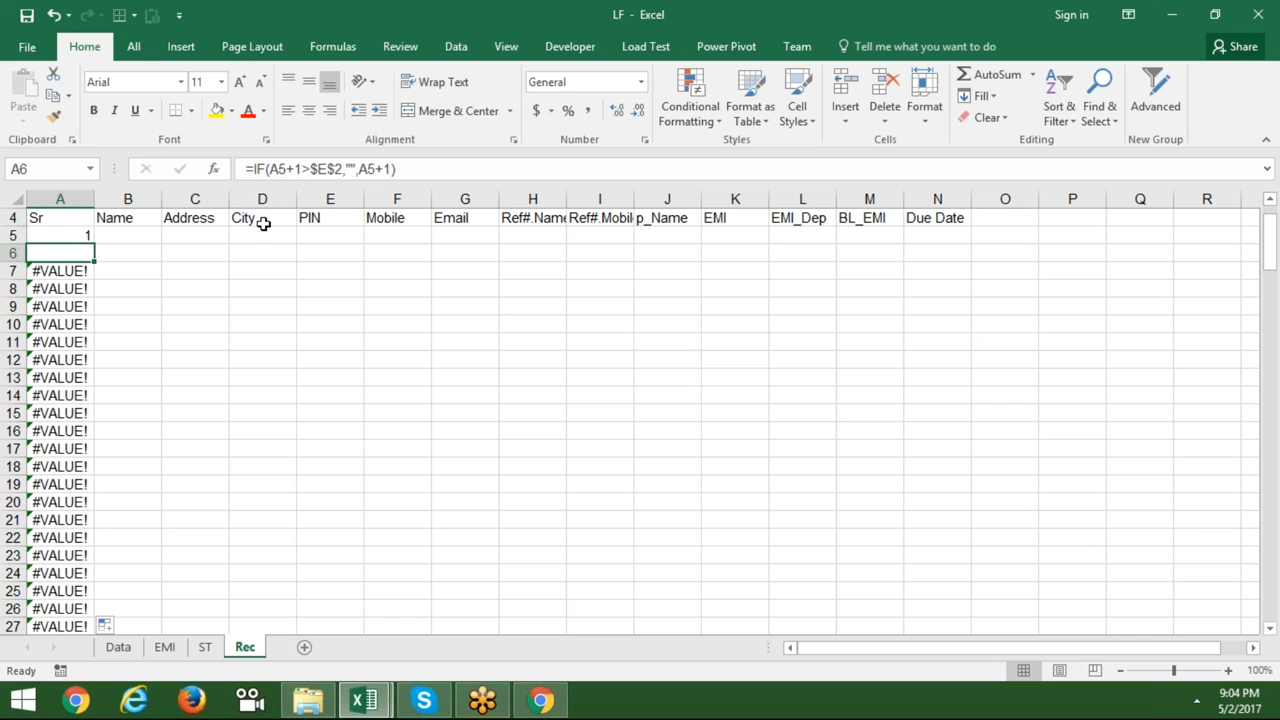 LF - Excel
Sign in
File Home All Insert Page Layout Formulas Data Review View Developer Load Test Power Pivot Team Tell me what you want to do Share
Paste
Arial 11
Wrap Text
General
Conditional Formatting
Format as Table
Cell Styles
Insert
Delete
Format
AutoSum
Fill
Clear
Sort & Filter
Find & Select
Advanced
B I U
Merge & Center
$ % ,
Clipboard Font Alignment Number Styles Cells Editing New Group
A6 fx =IF(A5+1>$E$2,"",A5+1)
A B C D E F G H I J K L M N O P Q R
4 Sr Name Address City PIN Mobile Email Ref#.Name Ref#.Mobil p_Name EMI EMI_Dep BL_EMI Due Date
5 1
6
7 #VALUE!
8 #VALUE!
9 #VALUE!
10 #VALUE!
11 #VALUE!
12 #VALUE!
13 #VALUE!
14 #VALUE!
15 #VALUE!
16 #VALUE!
17 #VALUE!
18 #VALUE!
19 #VALUE!
20 #VALUE!
21 #VALUE!
22 #VALUE!
23 #VALUE!
24 #VALUE!
25 #VALUE!
26 #VALUE!
27 #VALUE!
Data EMI ST Rec
Ready 100%
9:04 PM
5/2/2017